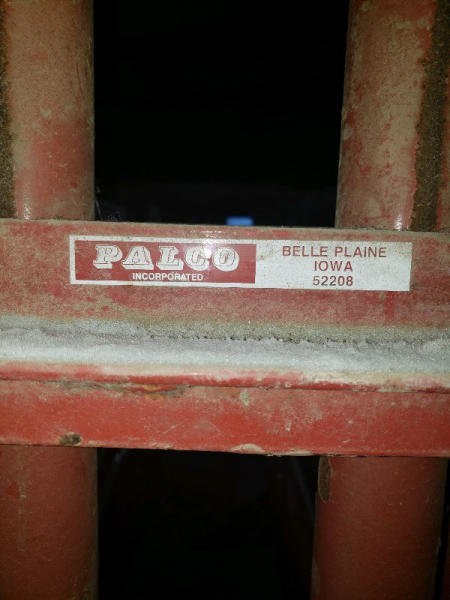 PALCO
INCORPORATED
BELLE PLAINE
IOWA
52208